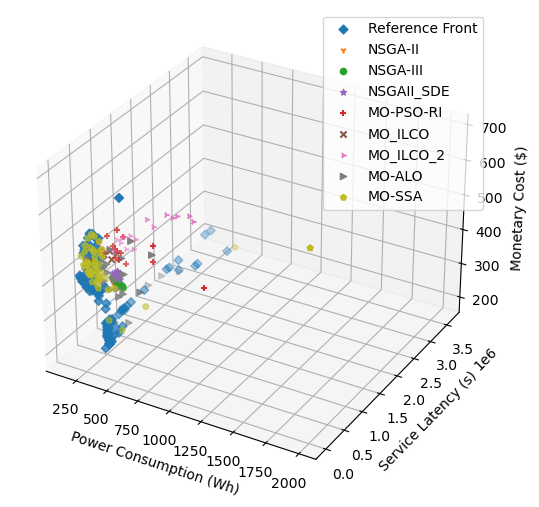 Reference Front
NSGA-II
NSGA-III
NSGAII_SDE
MO-PSO-RI
MO_ILCO
MO_ILCO_2
MO-ALO
MO-SSA
700
600
500
400
300
200
Monetary Cost ($)
250
500
750
1000
1250
1500
1750
2000
Power Consumption (Wh)
0.0
0.5
1.0
1.5
2.0
2.5
3.0
3.5
1e6
Service Latency (s)